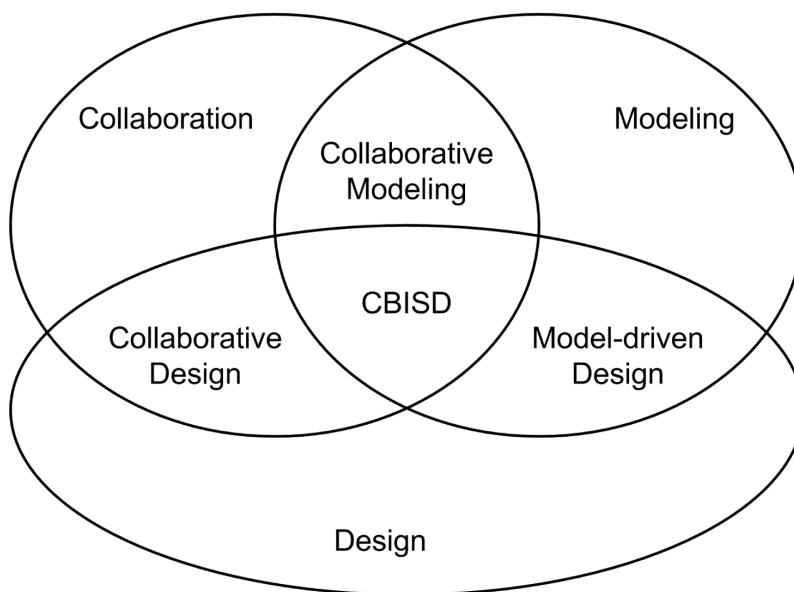 Collaboration
Modeling
Collaborative
Modeling
CBISD
Collaborative
Design
Model-driven
Design
Design